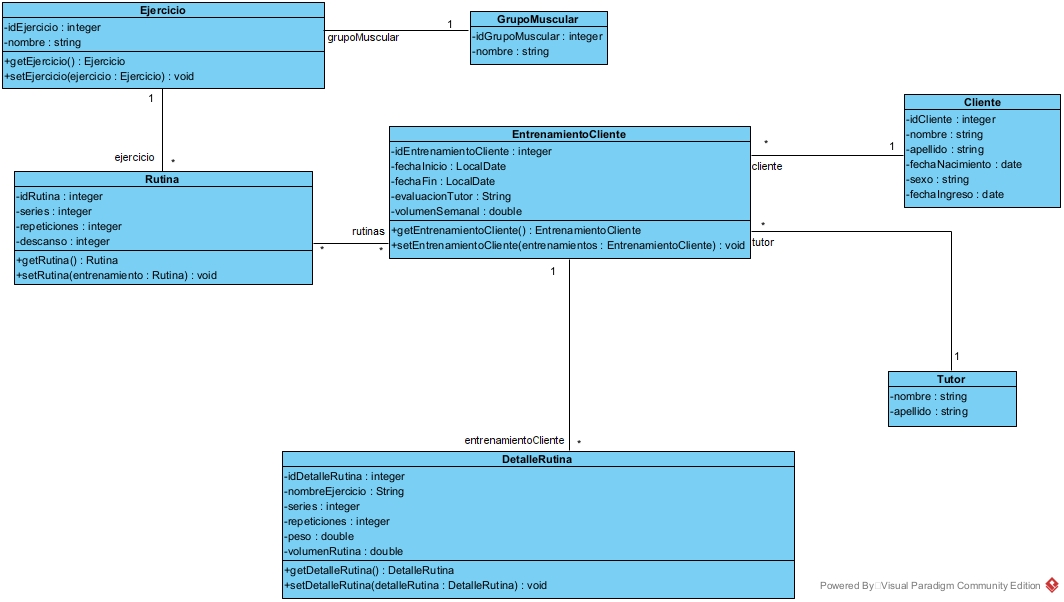 Ejercicio
-idEjercicio : integer
-nombre : string
+getEjercicio() : Ejercicio
+setEjercicio(ejercicio : Ejercicio) : void
1
grupoMuscular
GrupoMuscular
-idGrupoMuscular : integer
-nombre : string
1
ejercicio
*
Rutina
-idRutina : integer
-series : integer
-repeticiones : integer
-descanso : integer
+getRutina() : Rutina
+setRutina(entrenamiento : Rutina) : void
*
rutinas
*
EntrenamientoCliente
-idEntrenamientoCliente : integer
-fechaInicio : LocalDate
-fechaFin : LocalDate
-evaluacionTutor : String
-volumenSemanal : double
+getEntrenamientoCliente() : EntrenamientoCliente
+setEntrenamientoCliente(entrenamientos : EntrenamientoCliente) : void
*
cliente
1
Cliente
-idCliente : integer
-nombre : string
-apellido : string
-fechaNacimiento : date
-sexo : string
-fechaIngreso : date
*
tutor
1
Tutor
-nombre : string
-apellido : string
1
entrenamientoCliente
*
DetalleRutina
-idDetalleRutina : integer
-nombreEjercicio : String
-series : integer
-repeticiones : integer
-peso : double
-volumenRutina : double
+getDetalleRutina() : DetalleRutina
+setDetalleRutina(detalleRutina : DetalleRutina) : void
Powered By Visual Paradigm Community Edition